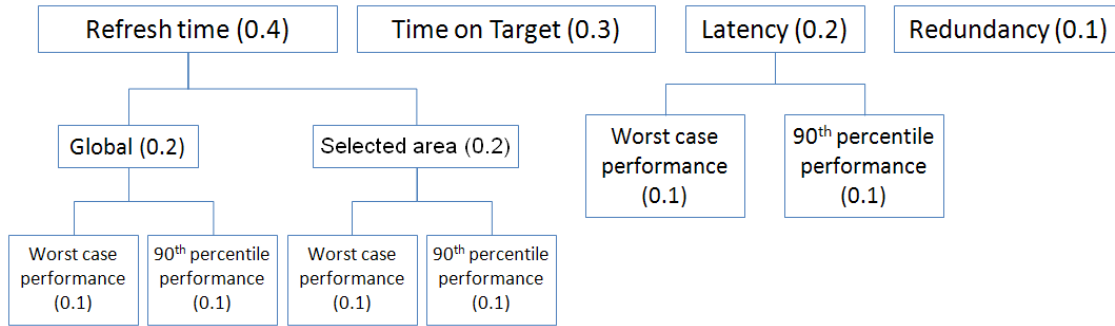 Refresh time (0.4)
Time on Target (0.3)
Latency (0.2)
Redundancy (0.1)
Global (0.2)
Selected area (0.2)
Worst case
performance
(0.1)
90th percentile
performance
(0.1)
Worst case
performance
(0.1)
90th percentile
performance
(0.1)
Worst case
performance
(0.1)
90th percentile
performance
(0.1)